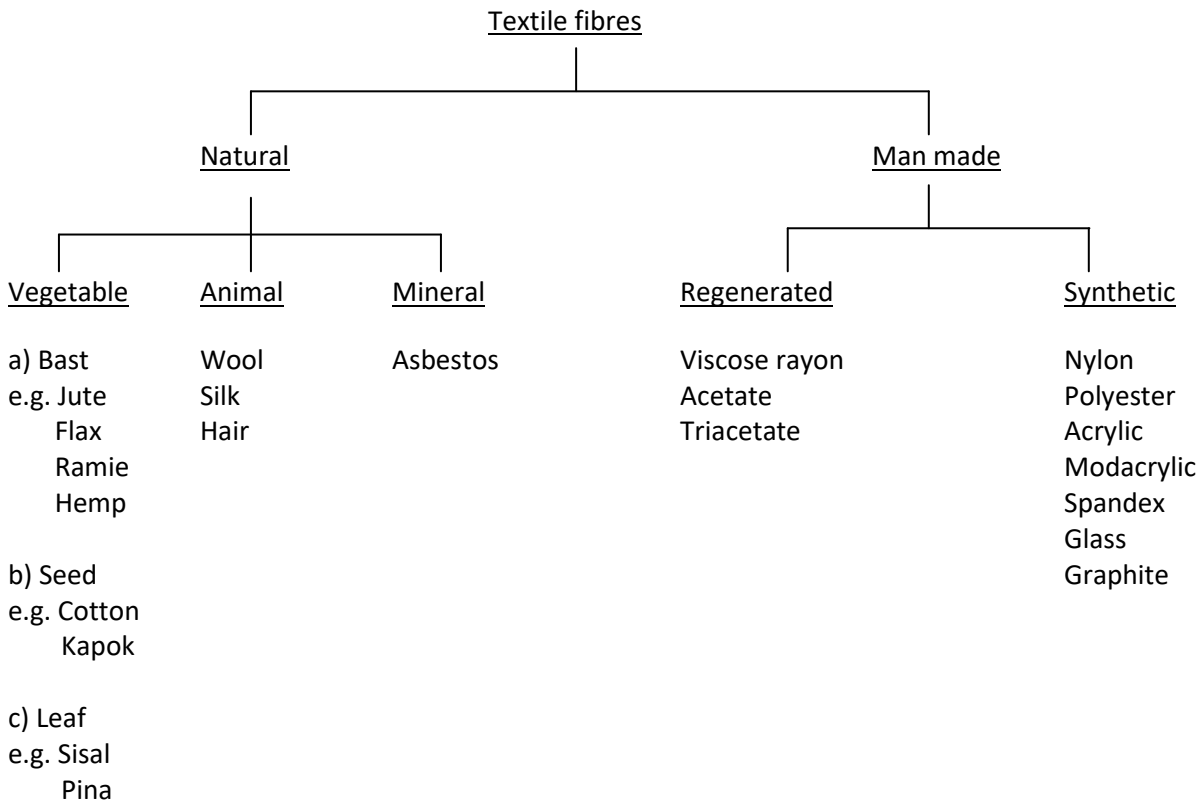 Textile fibres
Natural Man made
Vegetable Animal Mineral Regenerated Synthetic
a) Bast Wool Asbestos Viscose rayon Nylon
e.g. Jute Silk Acetate Polyester
Flax Hair Triacetate Acrylic
Ramie Modacrylic
Hemp Spandex
Glass
b) Seed Graphite
e.g. Cotton
Kapok
c) Leaf
e.g. Sisal
Pina